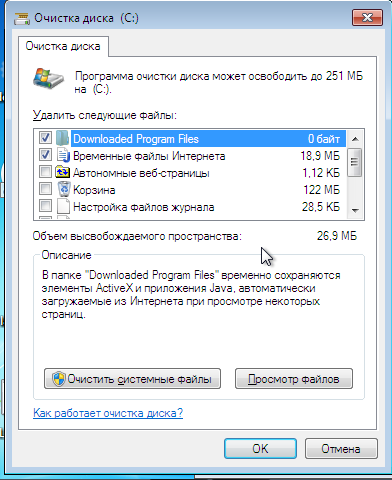 Очистка диска (C:)
Очистка диска
Программа очистки диска может освободить до 251 МБ
на (C:).
Удалить следующие файлы:
Downloaded Program Files 0 байт
Временные файлы Интернета 18,9 МБ
Автономные веб-страницы 1,12 КБ
Корзина 122 МБ
Настройка файлов журнала 28,5 КБ
Объем высвобождаемого пространства: 26,9 МБ
Описание
В папке "Downloaded Program Files" временно сохраняются
элементы ActiveX и приложения Java, автоматически
загружаемые из Интернета при просмотре некоторых
страниц.
Очистить системные файлы Просмотр файлов
Как работает очистка диска?
OK Отмена